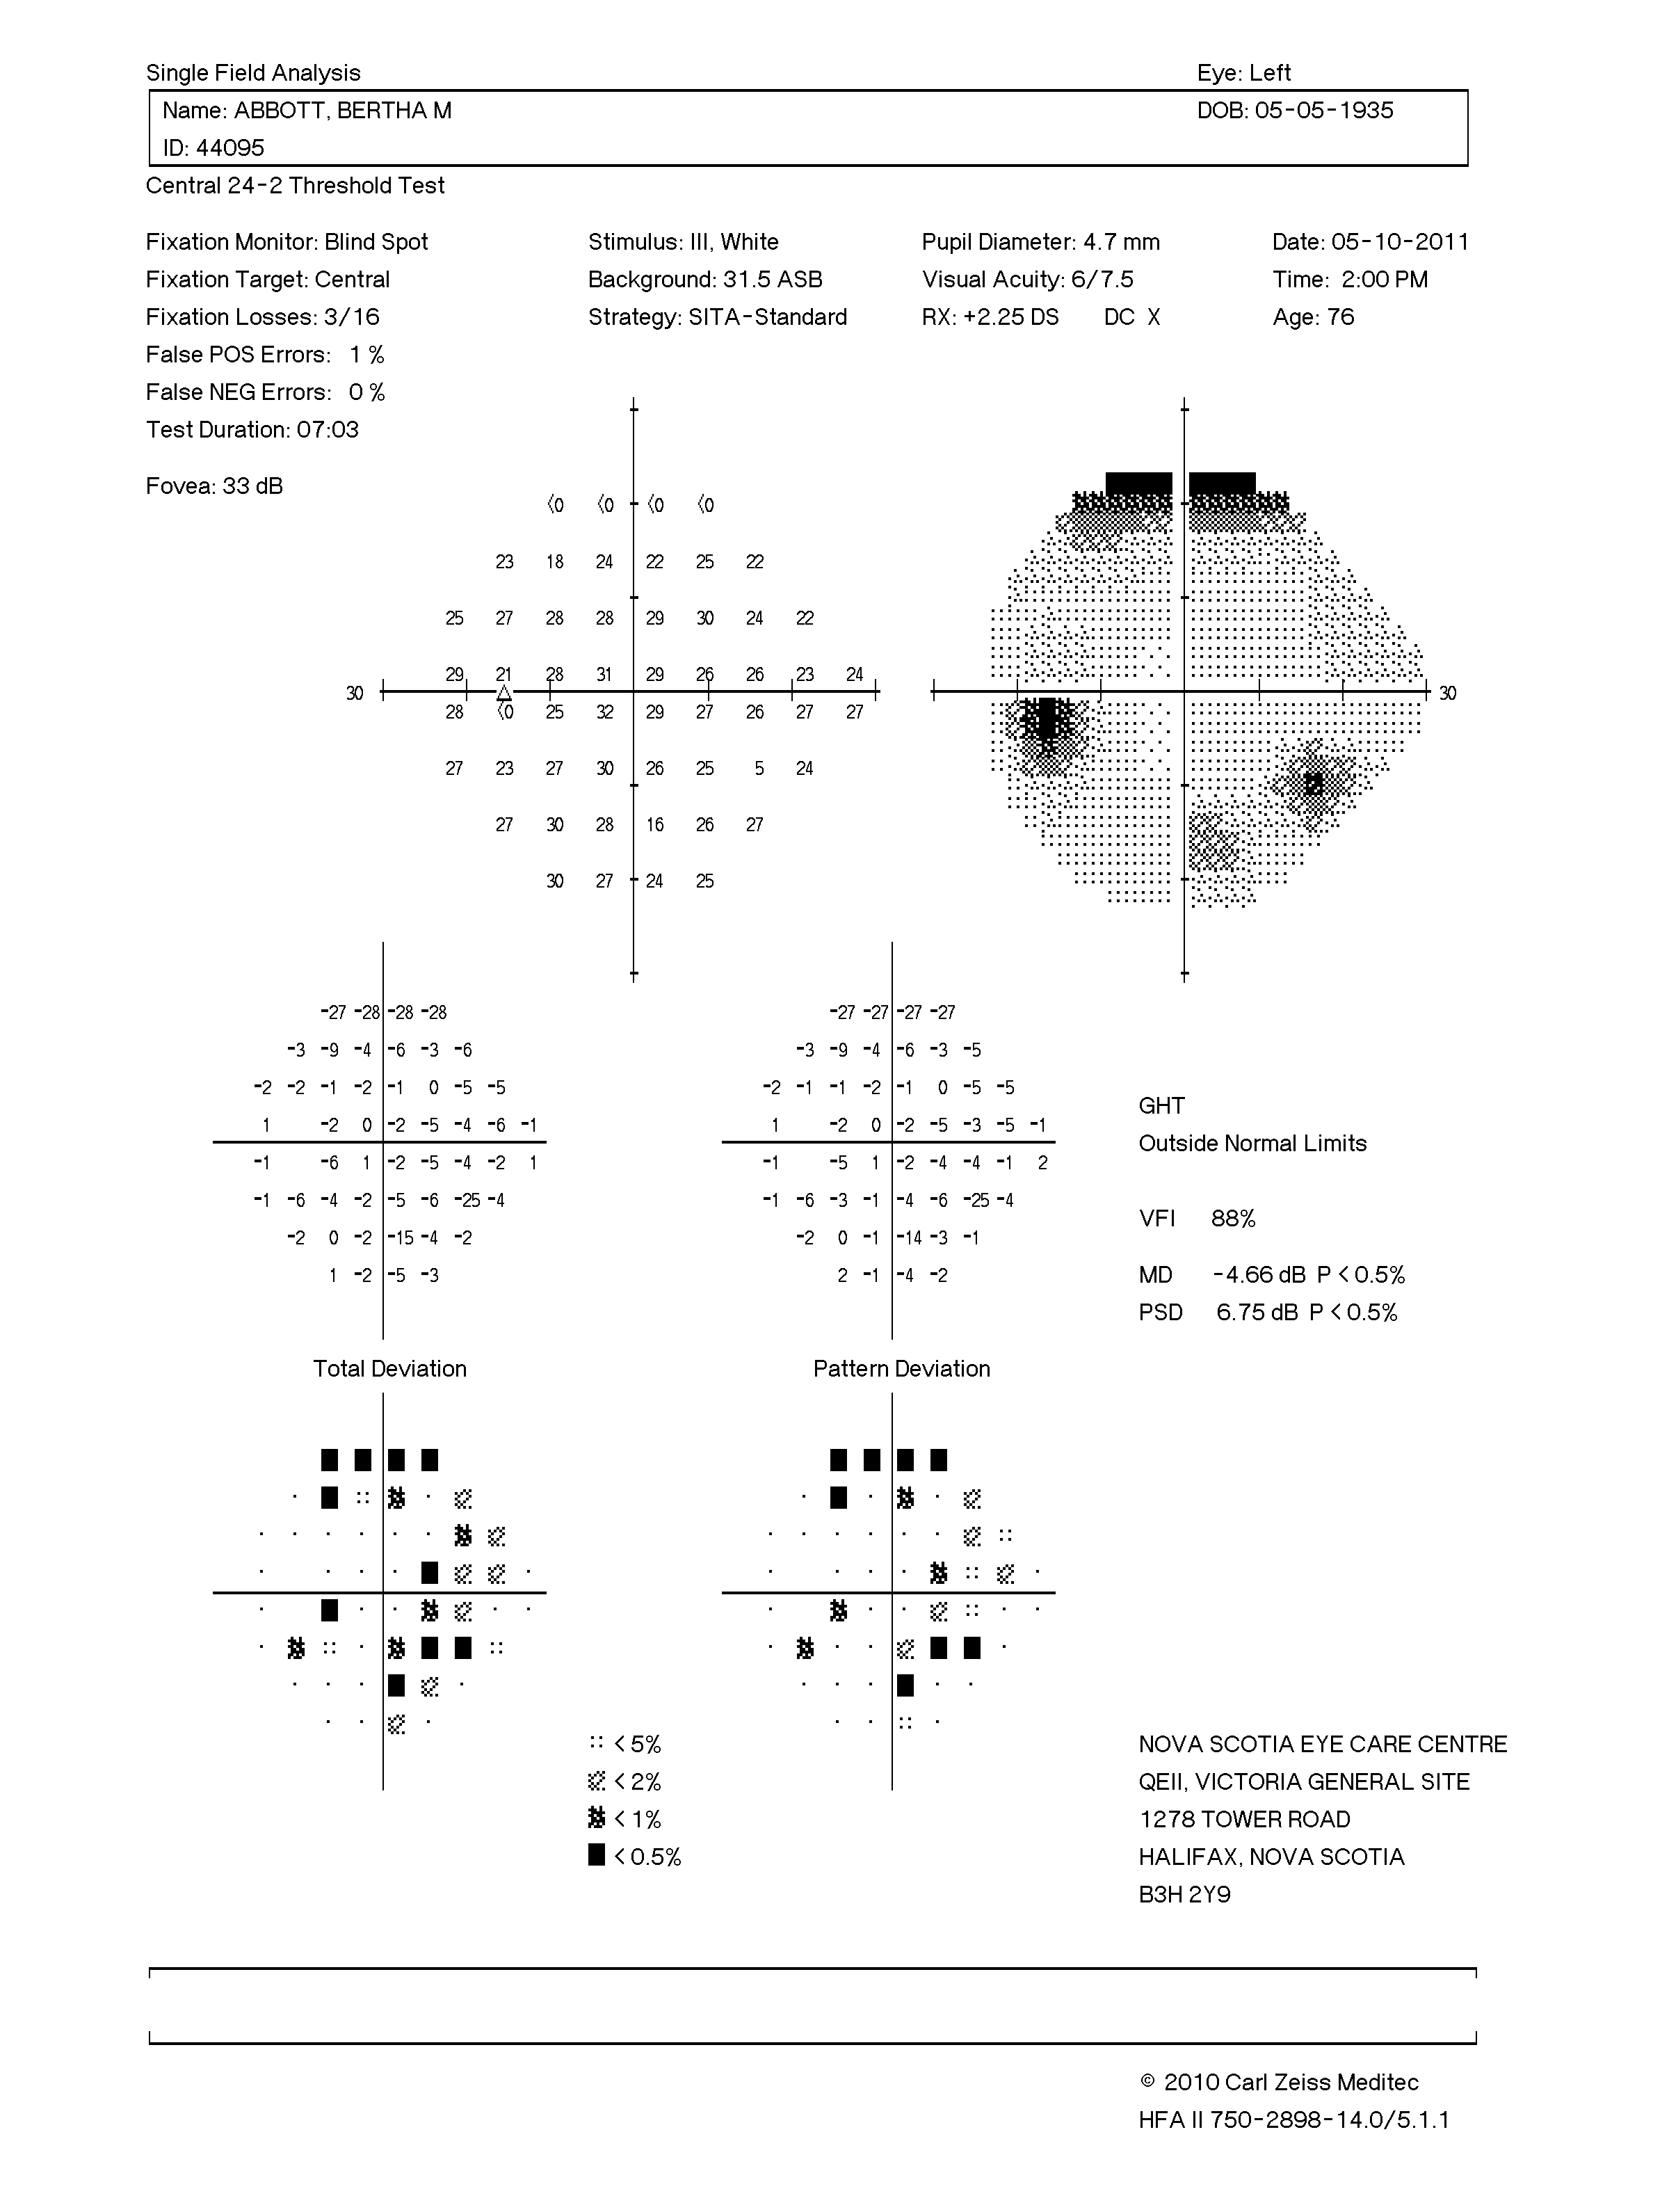 Single Field Analysis Eye: Left
Name: ABBOTT, BERTHA M DOB: 05-05-1935
ID: 44095
Central 24-2 Threshold Test
Fixation Monitor: Blind Spot Stimulus: III, White Pupil Diameter: 4.7 mm Date: 05-10-2011
Fixation Target: Central Background: 31.5 ASB Visual Acuity: 6/7.5 Time: 2:00 PM
Fixation Losses: 3/16 Strategy: SITA-Standard RX: +2.25 DS DC X Age: 76
False POS Errors: 1 %
False NEG Errors: 0 %
Test Duration: 07:03
Fovea: 33 dB
<0 <0 <0 <0
23 18 24 22 25 22
25 27 28 28 29 30 24 22
29 21 28 31 29 26 26 23 24
30 30
28 <0 25 32 29 27 26 27 27
27 23 27 30 26 25 5 24
27 30 28 16 26 27
30 27 24 25
-27 -28 -28 -28 -27 -27 -27 -27
-3 -9 -4 -6 -3 -6 -3 -9 -4 -6 -3 -5
-2 -2 -1 -2 -1 0 -5 -5 -2 -1 -1 -2 -1 0 -5 -5
GHT
1 -2 0 -2 -5 -4 -6 -1 1 -2 0 -2 -5 -3 -5 -1
Outside Normal Limits
-1 -6 1 -2 -5 -4 -2 1 -1 -5 1 -2 -4 -4 -1 2
-1 -6 -4 -2 -5 -6 -25 -4 -1 -6 -3 -1 -4 -6 -25 -4
VFI 88%
-2 0 -2 -15 -4 -2 -2 0 -1 -14 -3 -1
1 -2 -5 -3 2 -1 -4 -2
MD -4.66 dB P < 0.5%
PSD 6.75 dB P < 0.5%
Total Deviation Pattern Deviation
< 5%
< 2%
< 1%
< 0.5%
NOVA SCOTIA EYE CARE CENTRE
QEII, VICTORIA GENERAL SITE
1278 TOWER ROAD
HALIFAX, NOVA SCOTIA
B3H 2Y9
© 2010 Carl Zeiss Meditec
HFA II 750-2898-14.0/5.1.1